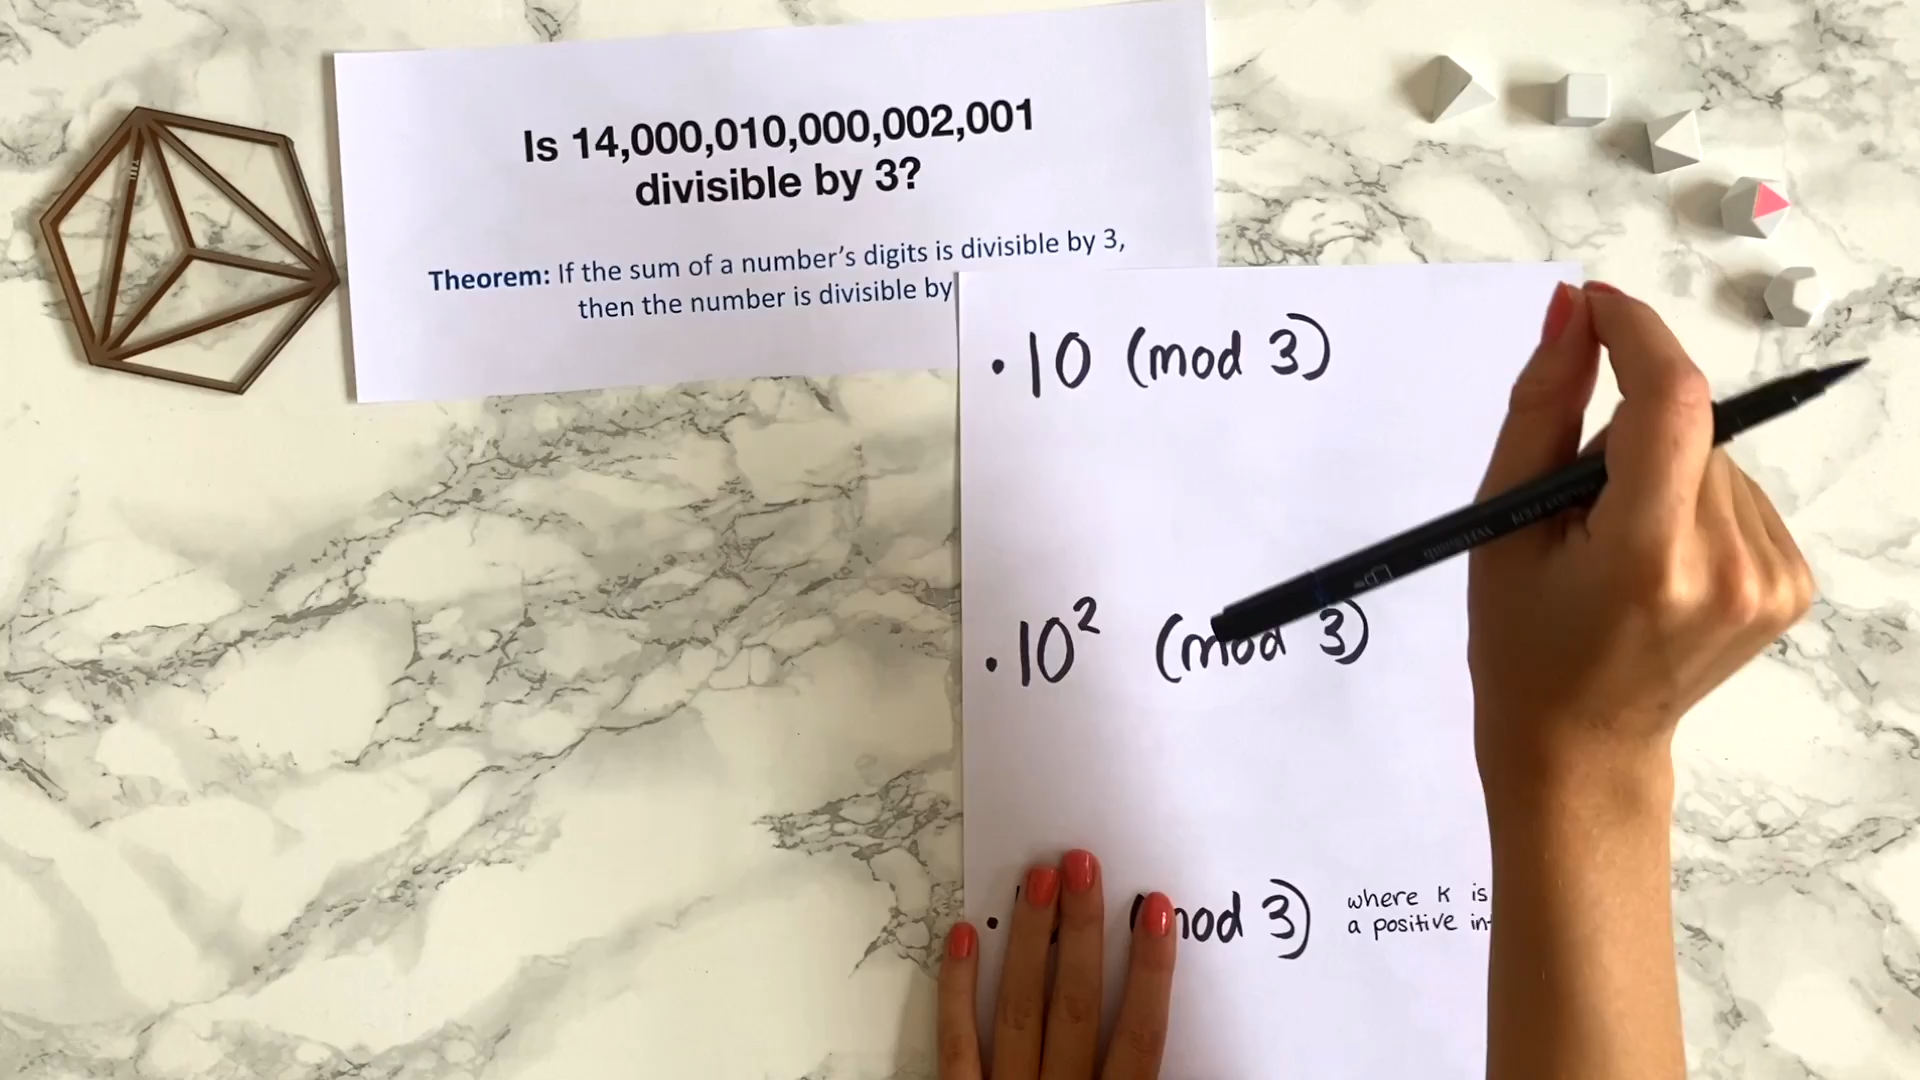 Is 14,000,010,000,002,001
divisible by 3?
Theorem: If the sum of a number's digits is divisible by 3,
then the number is divisible by
• 10 (mod 3)
• 10² (mod 3)
• mod 3)
where k is
a positive